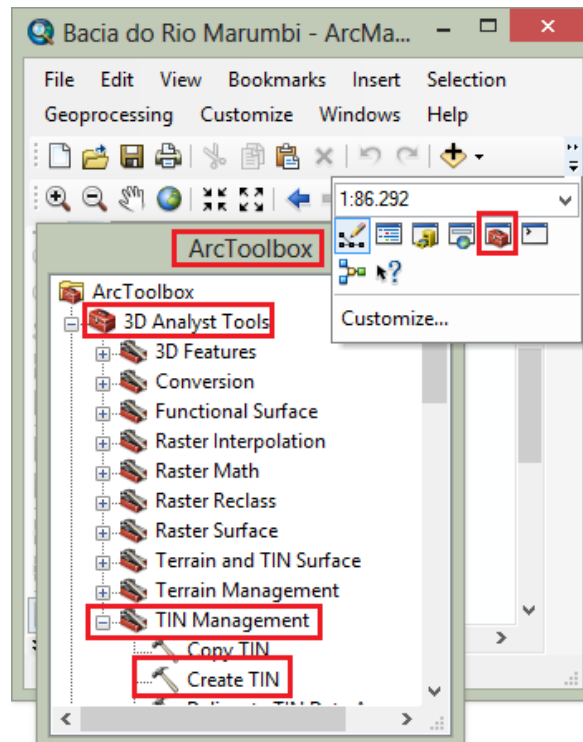 Bacia do Rio Marumbi - ArcMa...
File Edit View Bookmarks Insert Selection
Geoprocessing Customize Windows Help
1:86.292
Customize...
ArcToolbox
ArcToolbox
3D Analyst Tools
3D Features
Conversion
Functional Surface
Raster Interpolation
Raster Math
Raster Reclass
Raster Surface
Terrain and TIN Surface
Terrain Management
TIN Management
Copy TIN
Create TIN